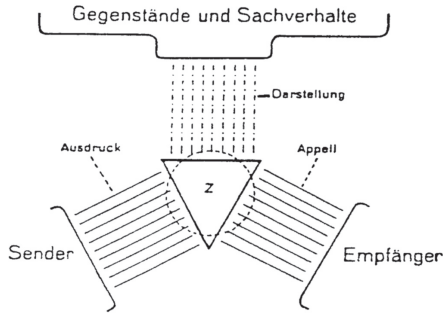 Gegenstände und Sachverhalte
Darstellung
Ausdruck
Appell
Z
Sender
Empfänger